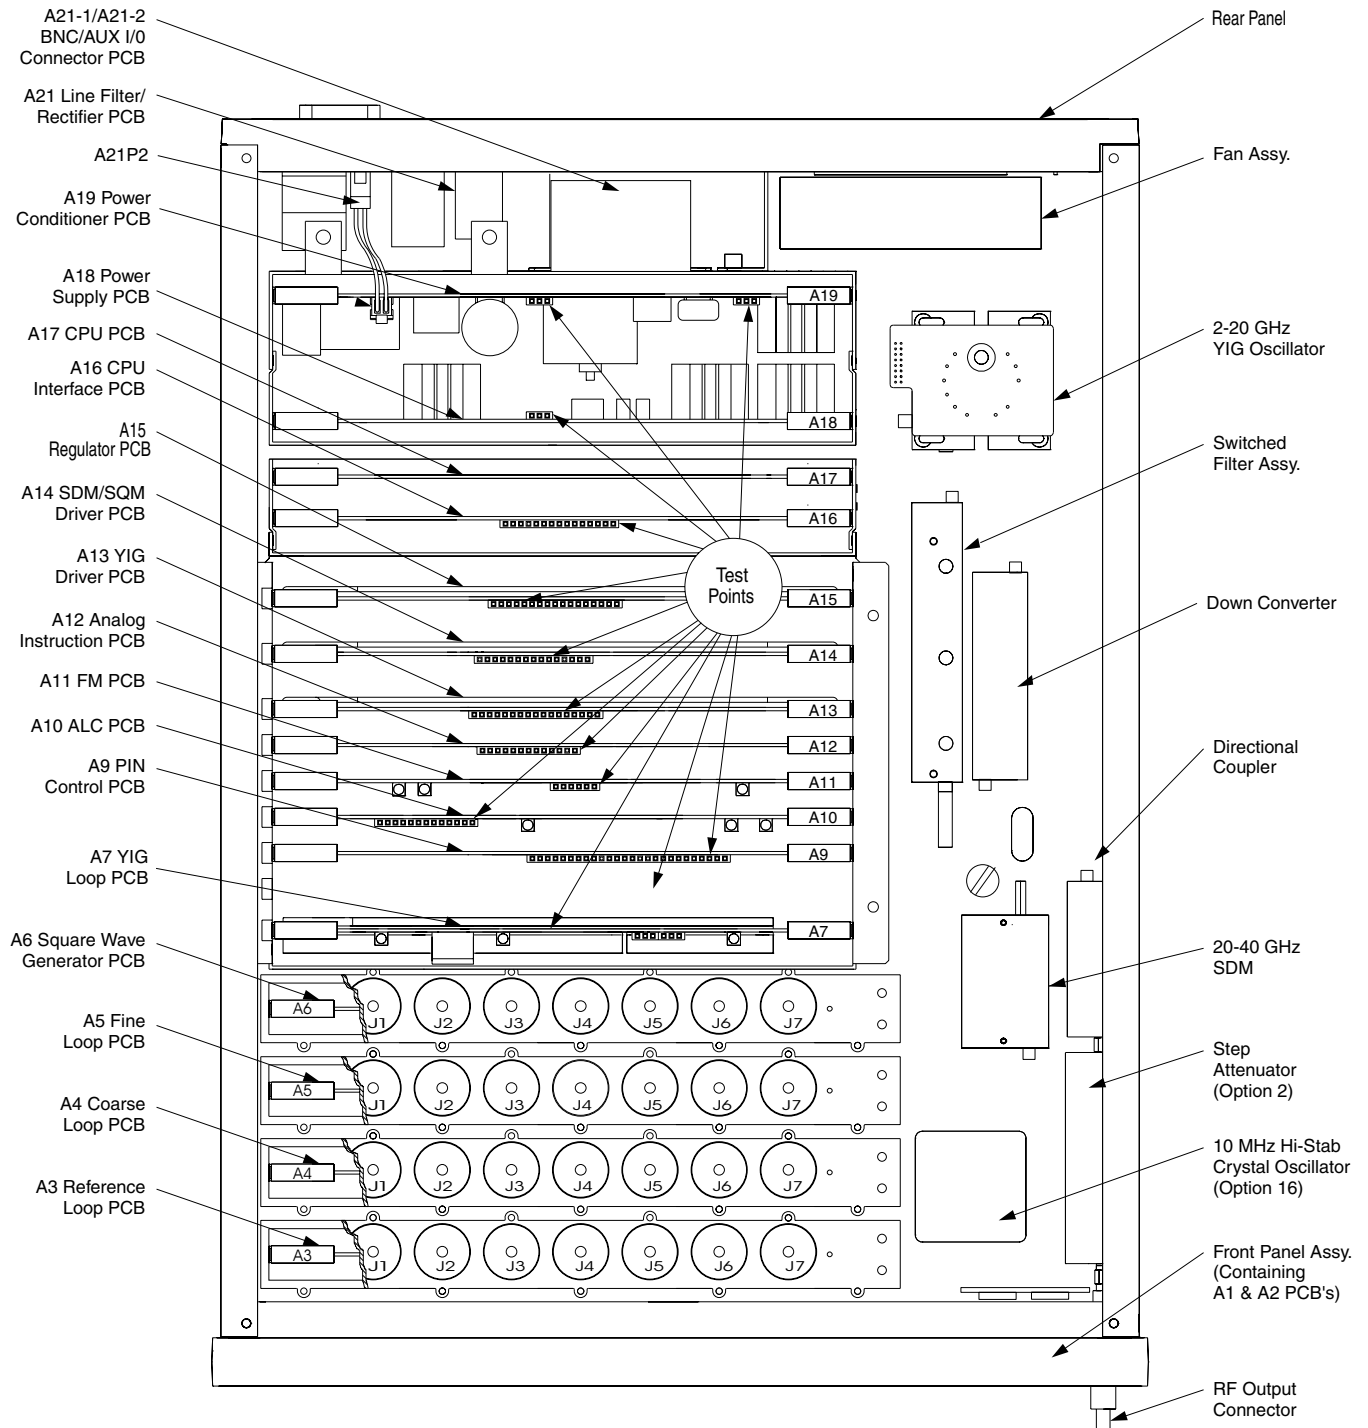 A21-1/A21-2
BNC/AUX I/0
Connector PCB
A21 Line Filter/
Rectifier PCB
A21P2
A19 Power
Conditioner PCB
A18 Power
Supply PCB
A17 CPU PCB
A16 CPU
Interface PCB
A15
Regulator PCB
A14 SDM/SQM
Driver PCB
A13 YIG
Driver PCB
A12 Analog
Instruction PCB
A11 FM PCB
A10 ALC PCB
A9 PIN
Control PCB
A7 YIG
Loop PCB
A6 Square Wave
Generator PCB
A5 Fine
Loop PCB
A4 Coarse
Loop PCB
A3 Reference
Loop PCB
A19
A18
A17
A16
Test
Points
A15
A14
A13
A12
A11
A10
A9
A7
A6 J1 J2 J3 J4 J5 J6 J7
A5 J1 J2 J3 J4 J5 J6 J7
A4 J1 J2 J3 J4 J5 J6 J7
A3 J1 J2 J3 J4 J5 J6 J7
Rear Panel
Fan Assy.
2-20 GHz
YIG Oscillator
Switched
Filter Assy.
Down Converter
Directional
Coupler
20-40 GHz
SDM
Step
Attenuator
(Option 2)
10 MHz Hi-Stab
Crystal Oscillator
(Option 16)
Front Panel Assy.
(Containing
A1 & A2 PCB's)
RF Output
Connector